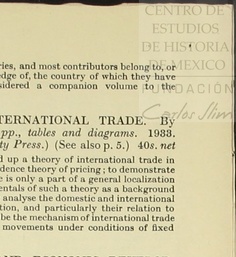 CENTRO DE
ESTUDIOS
DE HISTORIA
DE MEXICO
FUNDACIÓN
Carlos Slim
ries, and most contributors belong to, or
edge of, the country of which they have
sidered a companion volume to the
TERNATIONAL TRADE. By
pp., tables and diagrams. 1933.
ty Press.) (See also p. 5.) 40s. net
d up a theory of international trade in
dence theory of pricing; to demonstrate
e is only a part of a general localization
entals of such a theory as a background
analyse the domestic and international
tion, and particularly their relation to
be the mechanism of international trade
movements under conditions of fixed